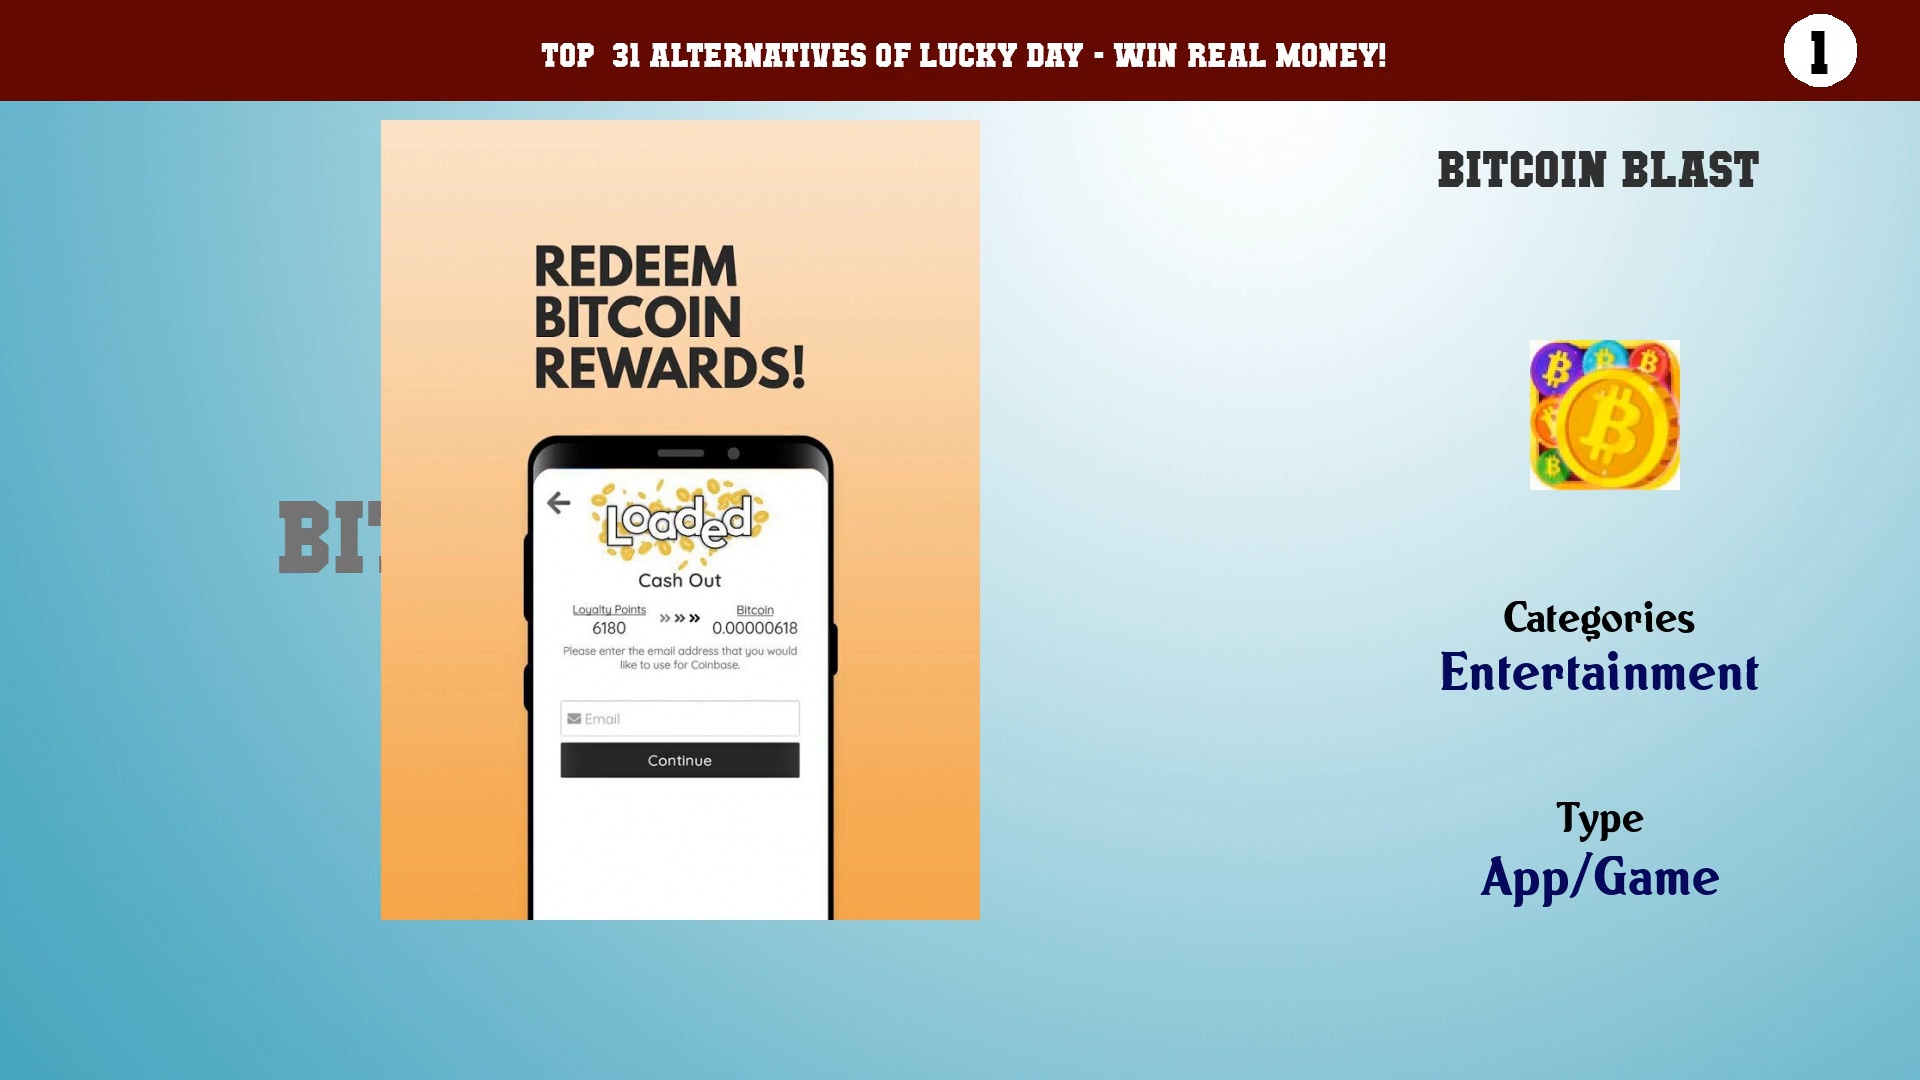 TOP 31 ALTERNATIVES OF LUCKY DAY - WIN REAL MONEY!
1
BITCOIN BLAST
REDEEM
BITCOIN
REWARDS!
Loaded
Cash Out
Loyalty Points >>> Bitcoin
6180 0.00000618
Please enter the email address that you would
like to use for Coinbase.
Email
Continue
BI
Categories
Entertainment
Type
App/Game